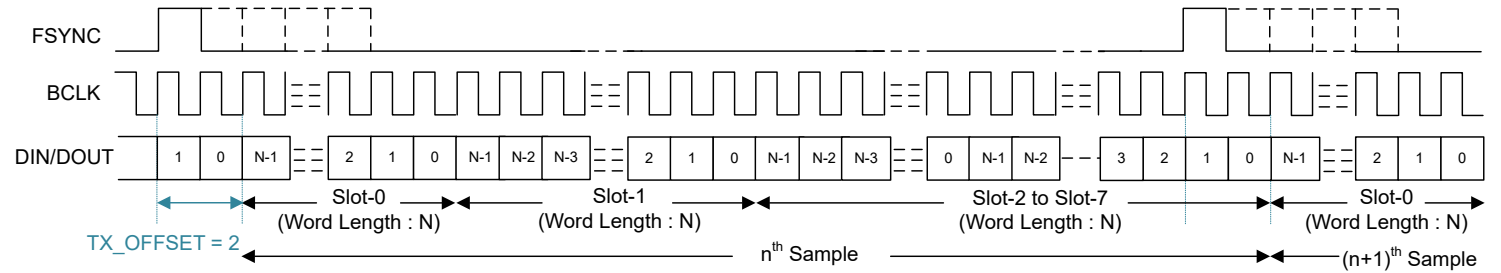 FSYNC
BCLK
DIN/DOUT 1 0 N-1 2 1 0 N-1 N-2 N-3 2 1 0 N-1 N-2 N-3 0 N-1 N-2 3 2 1 0 N-1 2 1 0
Slot-0 Slot-1 Slot-2 to Slot-7 Slot-0
(Word Length : N) (Word Length : N) (Word Length : N) (Word Length : N)
TX_OFFSET = 2 nth Sample (n+1)th Sample